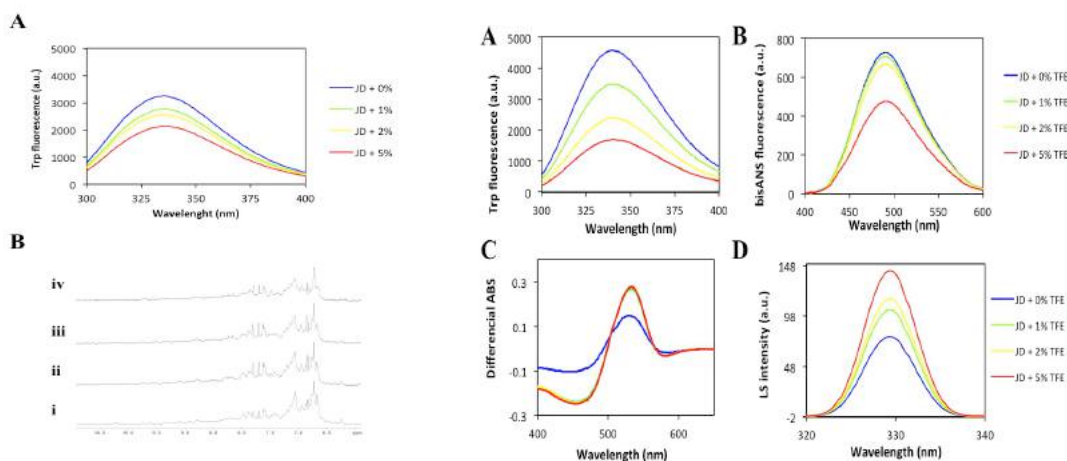 A
Trp fluorescence (a.u.)
5000
4000
3000
2000
1000
0
300
325
350
375
400
Wavelenght (nm)
JD + 0%
JD + 1%
JD + 2%
JD + 5%
B
iv
iii
ii
i
A
Trp fluorescence (a.u.)
5000
4000
3000
2000
1000
0
300
325
350
375
400
Wavelength (nm)
B
bisANS fluorescence (a.u.)
800
600
400
200
0
400
450
500
550
600
Wavelength (nm)
JD + 0% TFE
JD + 1% TFE
JD + 2% TFE
JD + 5% TFE
C
Differencial ABS
0.3
0.1
-0.1
-0.3
400
500
600
Wavelength (nm)
D
LS intensity (a.u.)
148
98
48
-2
320
330
340
Wavelength (nm)
JD + 0% TFE
JD + 1% TFE
JD + 2% TFE
JD + 5% TFE